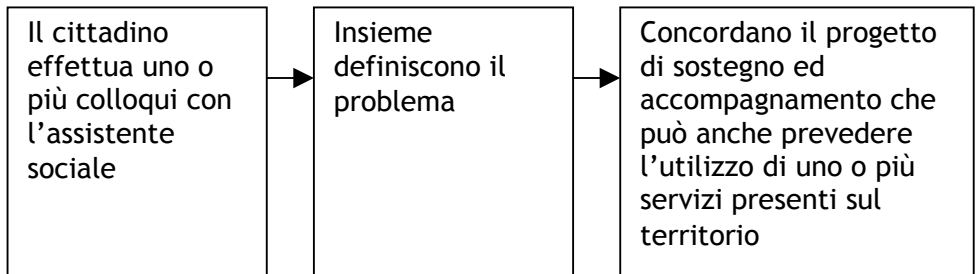 Il cittadino
effettua uno o
più colloqui con
l’assistente
sociale
Insieme
definiscono il
problema
Concordano il progetto
di sostegno ed
accompagnamento che
può anche prevedere
l’utilizzo di uno o più
servizi presenti sul
territorio